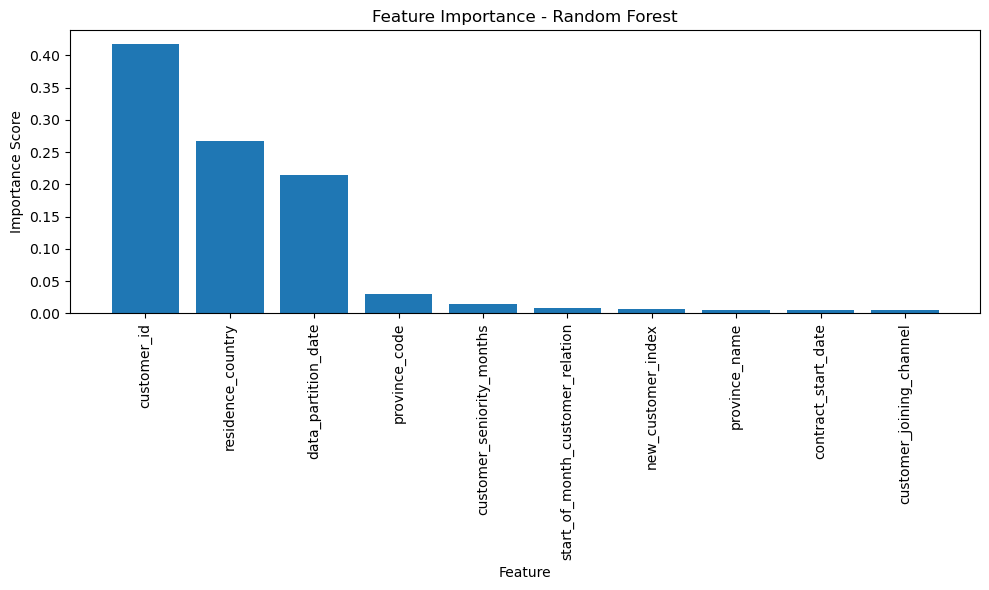 Feature Importance - Random Forest
Importance Score
0.40
0.35
0.30
0.25
0.20
0.15
0.10
0.05
0.00
customer_id
residence_country
data_partition_date
province_code
customer_seniority_months
start_of_month_customer_relation
new_customer_index
province_name
contract_start_date
customer_joining_channel
Feature